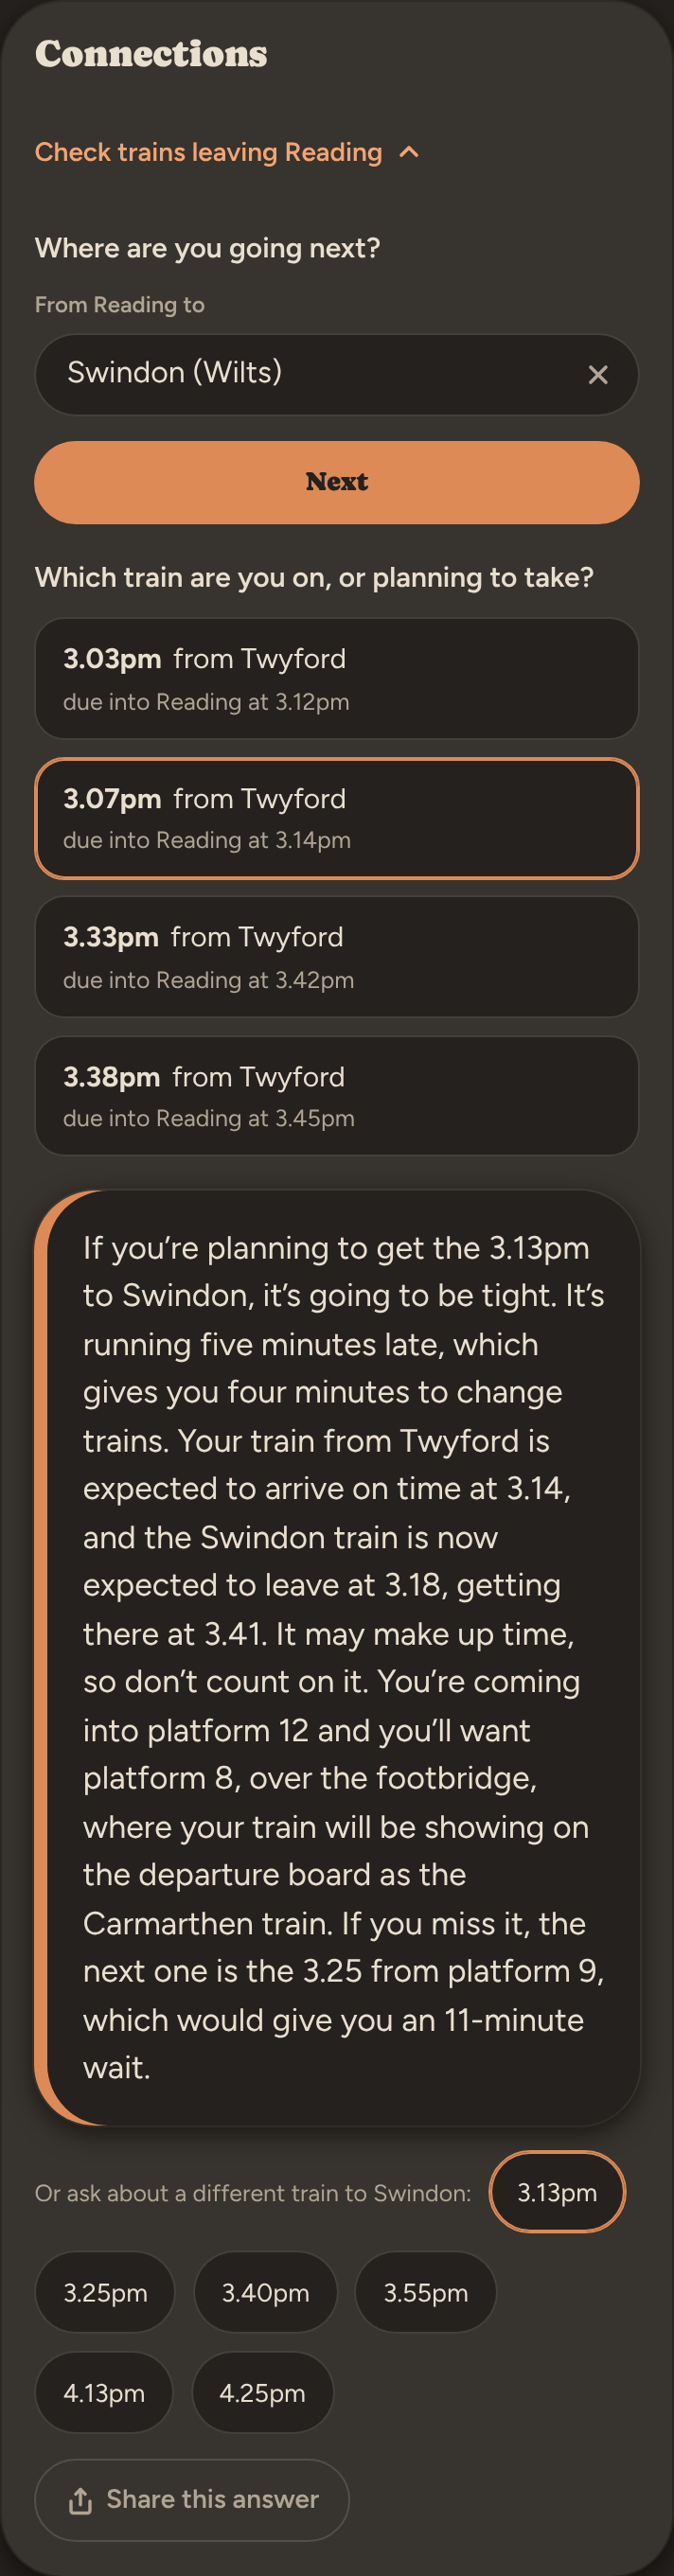 Connections
Check trains leaving Reading
Where are you going next?
From Reading to
Swindon (Wilts)
Next
Which train are you on, or planning to take?
3.03pm from Twyford
due into Reading at 3.12pm
3.07pm from Twyford
due into Reading at 3.14pm
3.33pm from Twyford
due into Reading at 3.42pm
3.38pm from Twyford
due into Reading at 3.45pm
If you’re planning to get the 3.13pm
to Swindon, it’s going to be tight. It’s
running five minutes late, which
gives you four minutes to change
trains. Your train from Twyford is
expected to arrive on time at 3.14,
and the Swindon train is now
expected to leave at 3.18, getting
there at 3.41. It may make up time,
so don’t count on it. You’re coming
into platform 12 and you’ll want
platform 8, over the footbridge,
where your train will be showing on
the departure board as the
Carmarthen train. If you miss it, the
next one is the 3.25 from platform 9,
which would give you an 11-minute
wait.
Or ask about a different train to Swindon: 3.13pm
3.25pm 3.40pm 3.55pm
4.13pm 4.25pm
Share this answer